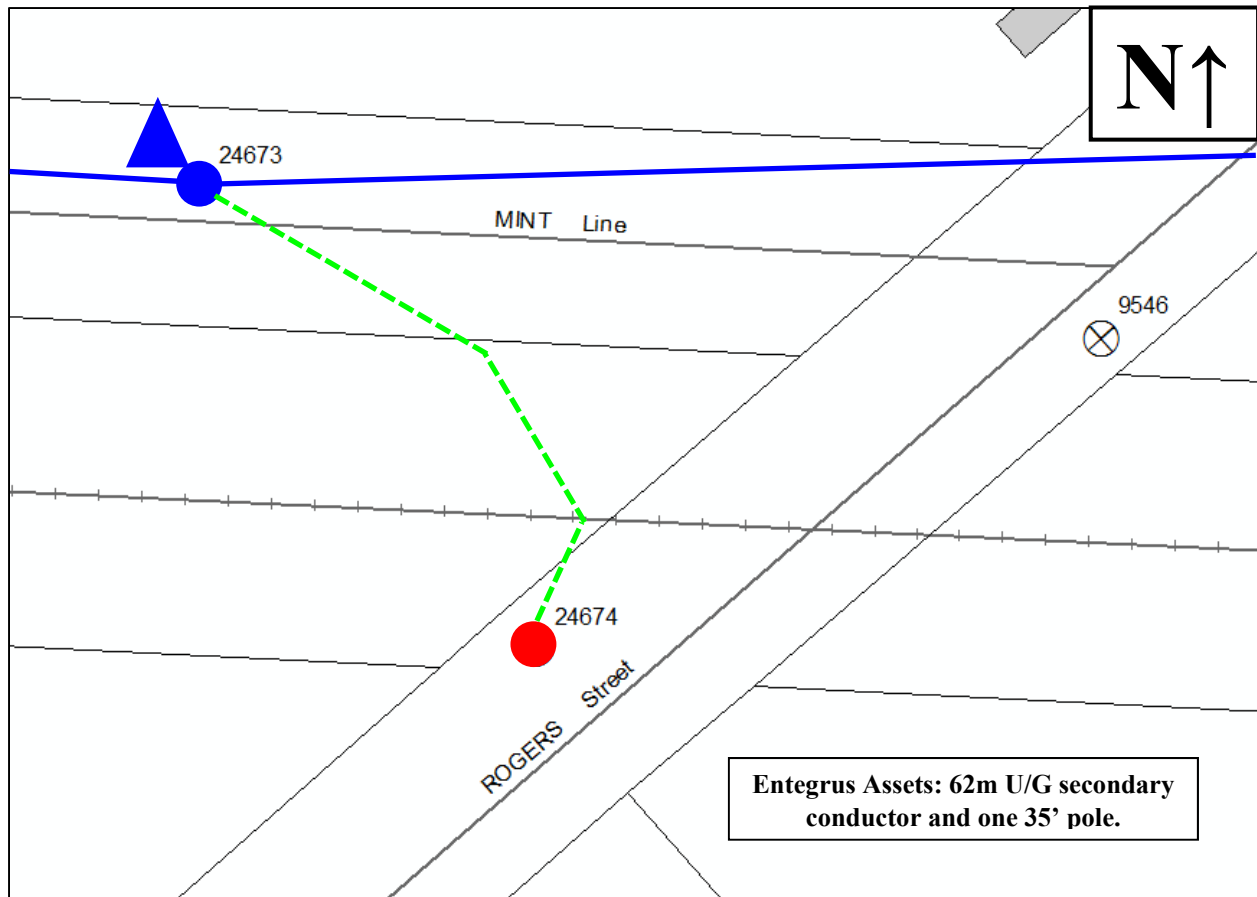 N↑
24673
MINT Line
9546
24674
ROGERS Street
Entegrus Assets: 62m U/G secondary
conductor and one 35’ pole.